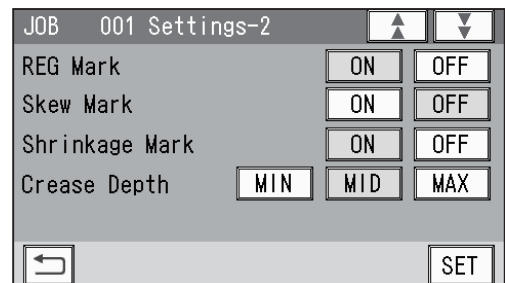 JOB 001 Settings-2
REG Mark ON OFF
Skew Mark ON OFF
Shrinkage Mark ON OFF
Crease Depth MIN MID MAX
SET